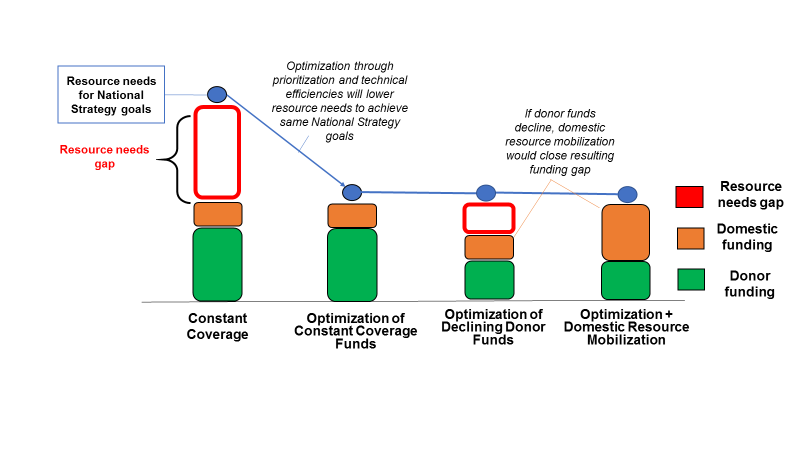 Resource needs
for National
Strategy goals
Resource needs
gap
Optimization through
prioritization and technical
efficiencies will lower
resource needs to achieve
same National Strategy
goals
If donor funds
decline, domestic
resource mobilization
would close resulting
funding gap
Resource
needs gap
Domestic
funding
Donor
funding
Constant
Coverage
Optimization of
Constant Coverage
Funds
Optimization of
Declining Donor
Funds
Optimization +
Domestic Resource
Mobilization